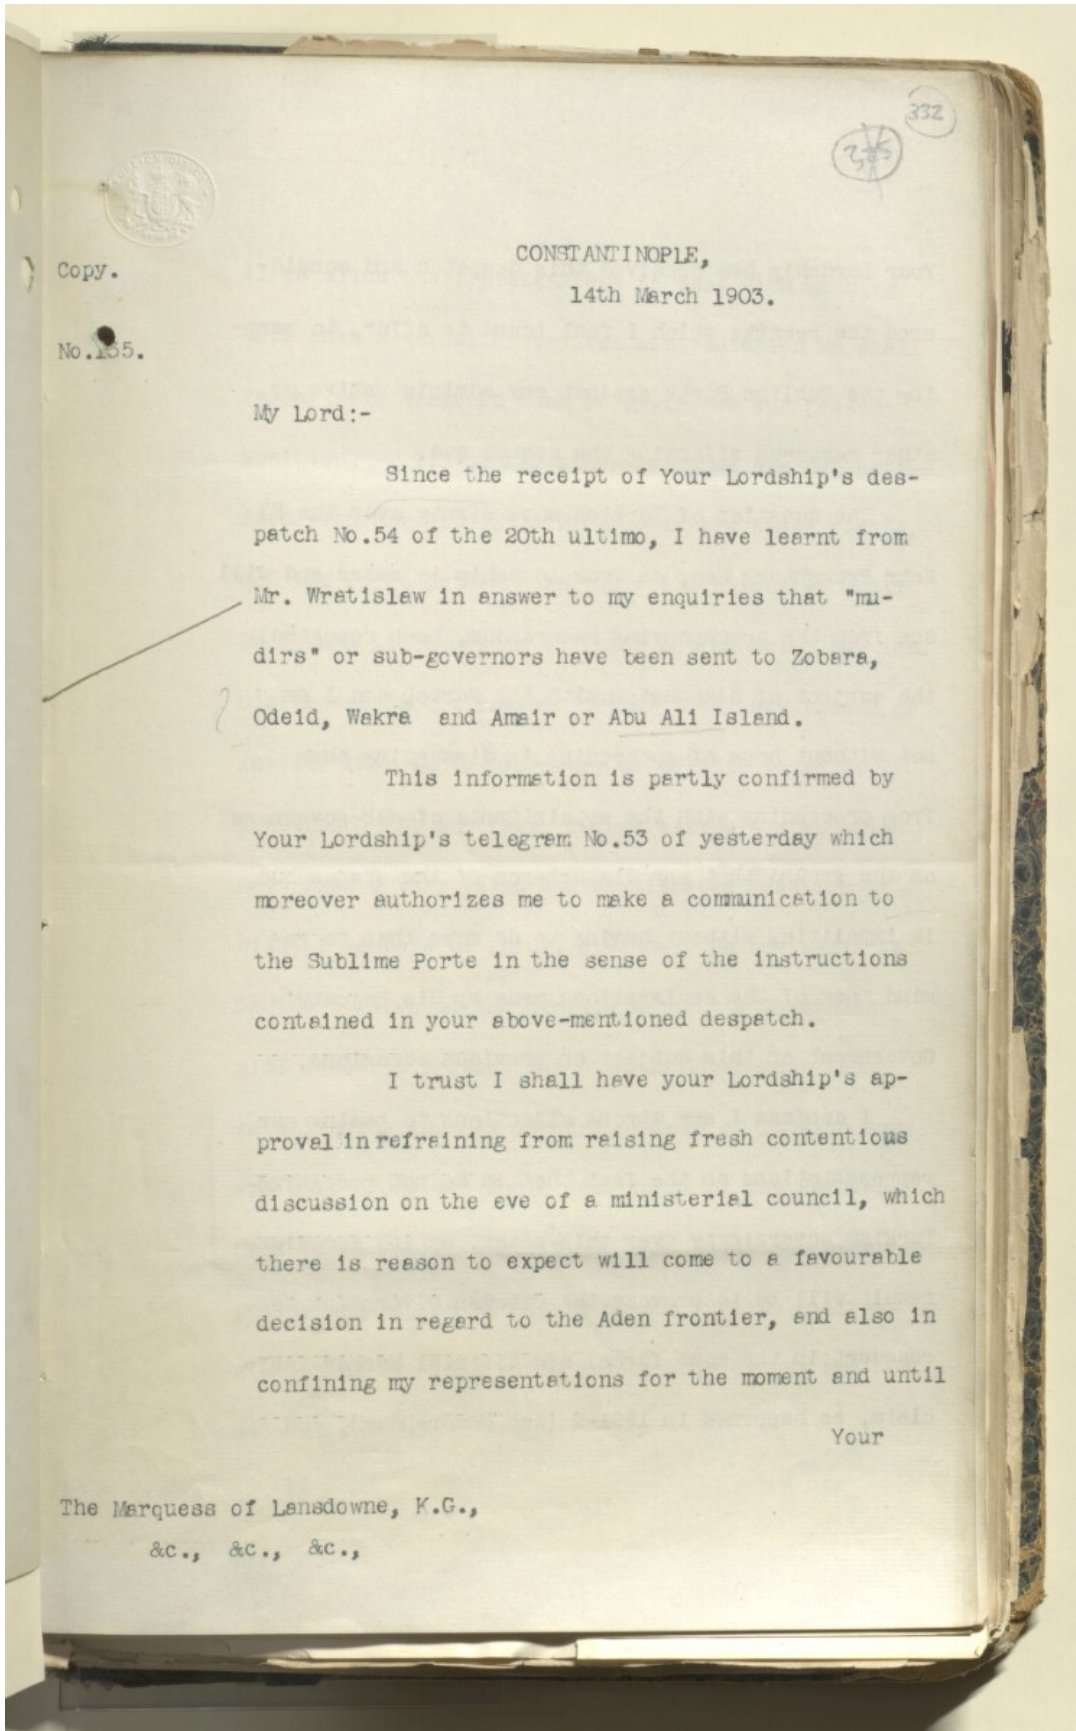 332
Copy.
CONSTANTINOPLE,
14th March 1903.
No. 35.
My Lord:-
Since the receipt of Your Lordship's des-
patch No.54 of the 20th ultimo, I have learnt from
Mr. Wratislaw in answer to my enquiries that "mu-
dirs" or sub-governors have been sent to Zobara,
? Odeid, Wakra and Amair or Abu Ali Island.
This information is partly confirmed by
Your Lordship's telegram No.53 of yesterday which
moreover authorizes me to make a communication to
the Sublime Porte in the sense of the instructions
contained in your above-mentioned despatch.
I trust I shall have your Lordship's ap-
proval in refraining from raising fresh contentious
discussion on the eve of a ministerial council, which
there is reason to expect will come to a favourable
decision in regard to the Aden frontier, and also in
confining my representations for the moment and until
Your
The Marquess of Lansdowne, K.G.,
&c., &c., &c.,